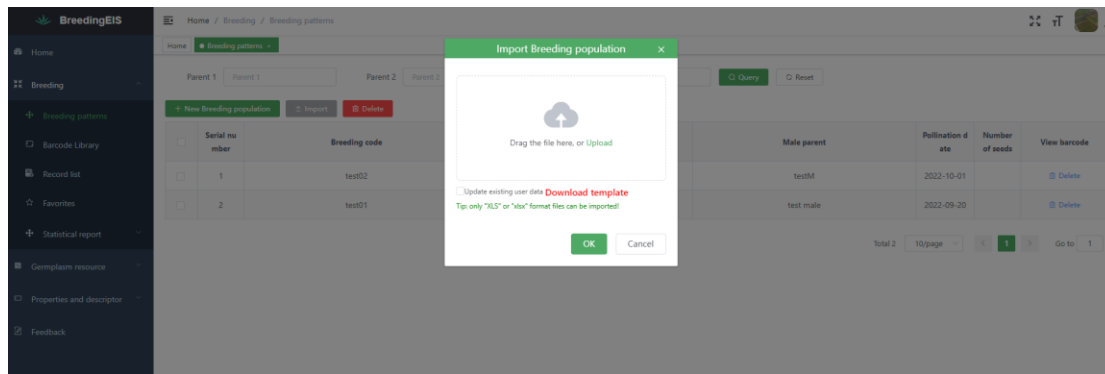 BreedingEIS
Home / Breeding / Breeding patterns
Home
Breeding patterns ×
Home
Breeding
Breeding patterns
Barcode Library
Record list
Favorites
Statistical report
Germplasm resource
Properties and descriptor
Feedback
Parent 1 Parent 1 Parent 2 Parent 2 Query Reset
+ New Breeding population Import Delete
Serial nu
mber
Breeding code
Male parent
Pollination d
ate
Number
of seeds
View barcode
1 test02 testM 2022-10-01 Delete
2 test01 test male 2022-09-20 Delete
Total 2 10/page < 1 > Go to 1
Import Breeding population ×
Drag the file here, or Upload
Update existing user data Download template
Tip: only "XLS" or "xlsx" format files can be imported!
OK Cancel